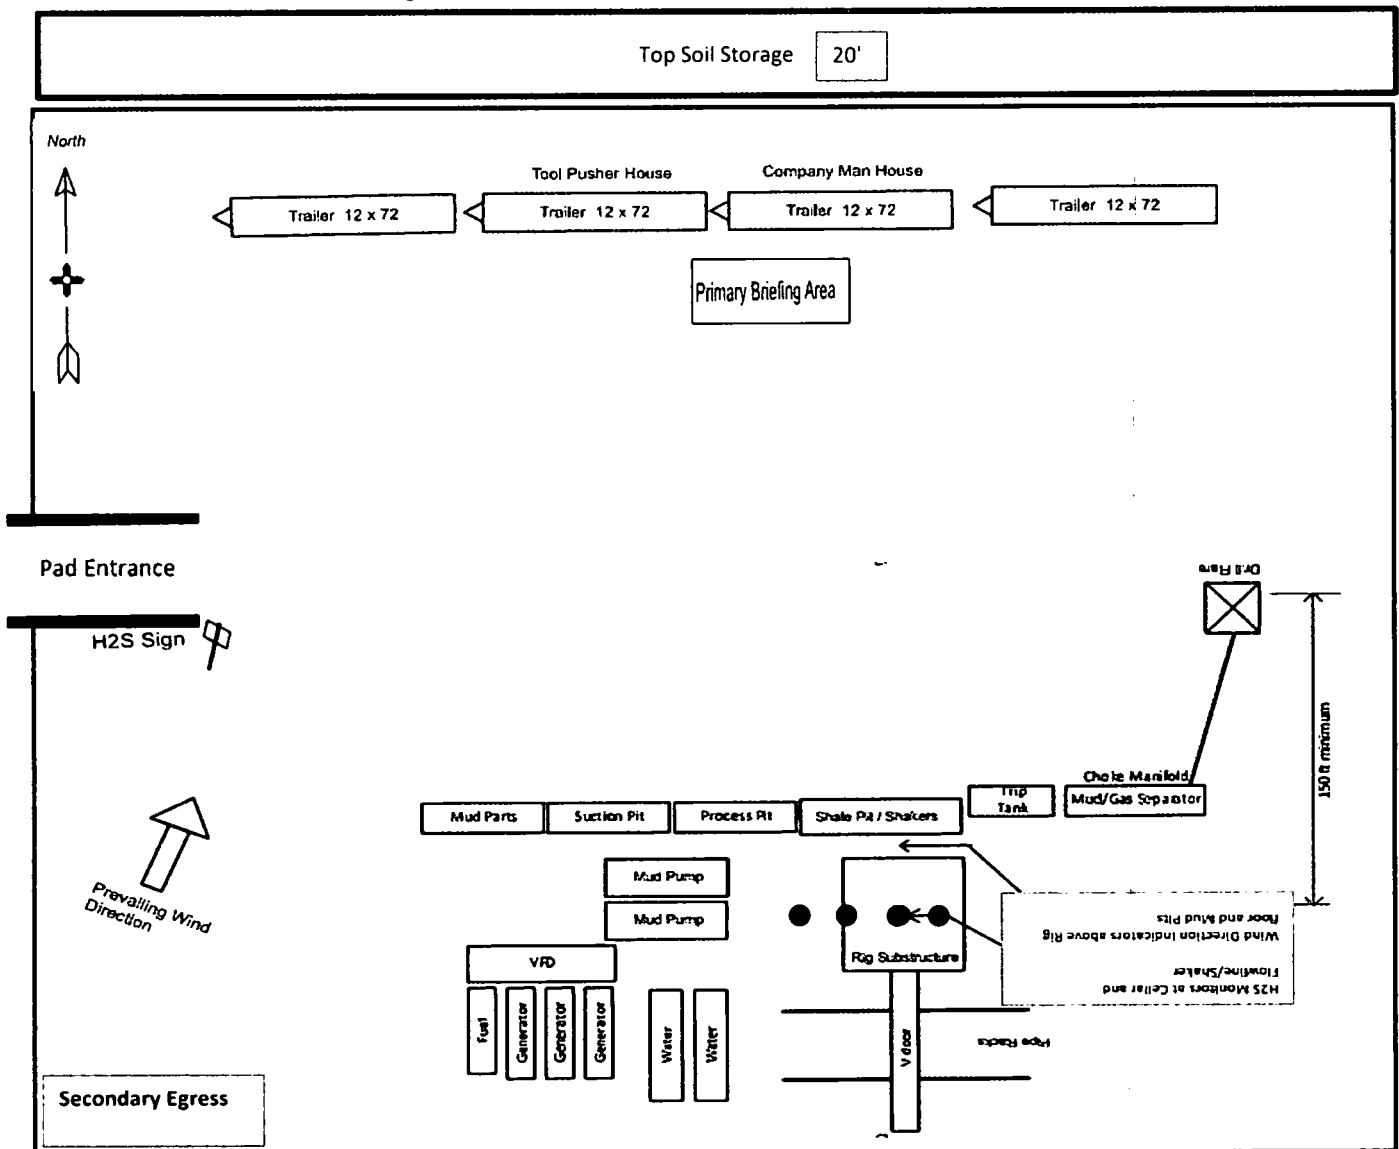 Top Soil Storage 20'
North
Tool Pusher House
Company Man House
Trailer 12 x 72
Trailer 12 x 72
Trailer 12 x 72
Trailer 12 x 72
Primary Briefing Area
Pad Entrance
H2S Sign
Drill Flare
150 ft minimum
Prevailing Wind
Direction
Choke Manifold
Mud Parts
Suction Pit
Process Pit
Shale Pit / Shakers
Trip
Tank
Mud/Gas Separator
Mud Pump
Mud Pump
Rig Substructure
H2S Monitors at Cellar and
Flowline/Shaker
Wind Direction Indicators above Rig
floor and Mud Pits
VFD
Fuel
Generator
Generator
Generator
Water
Water
V door
Pipe Racks
Secondary Egress